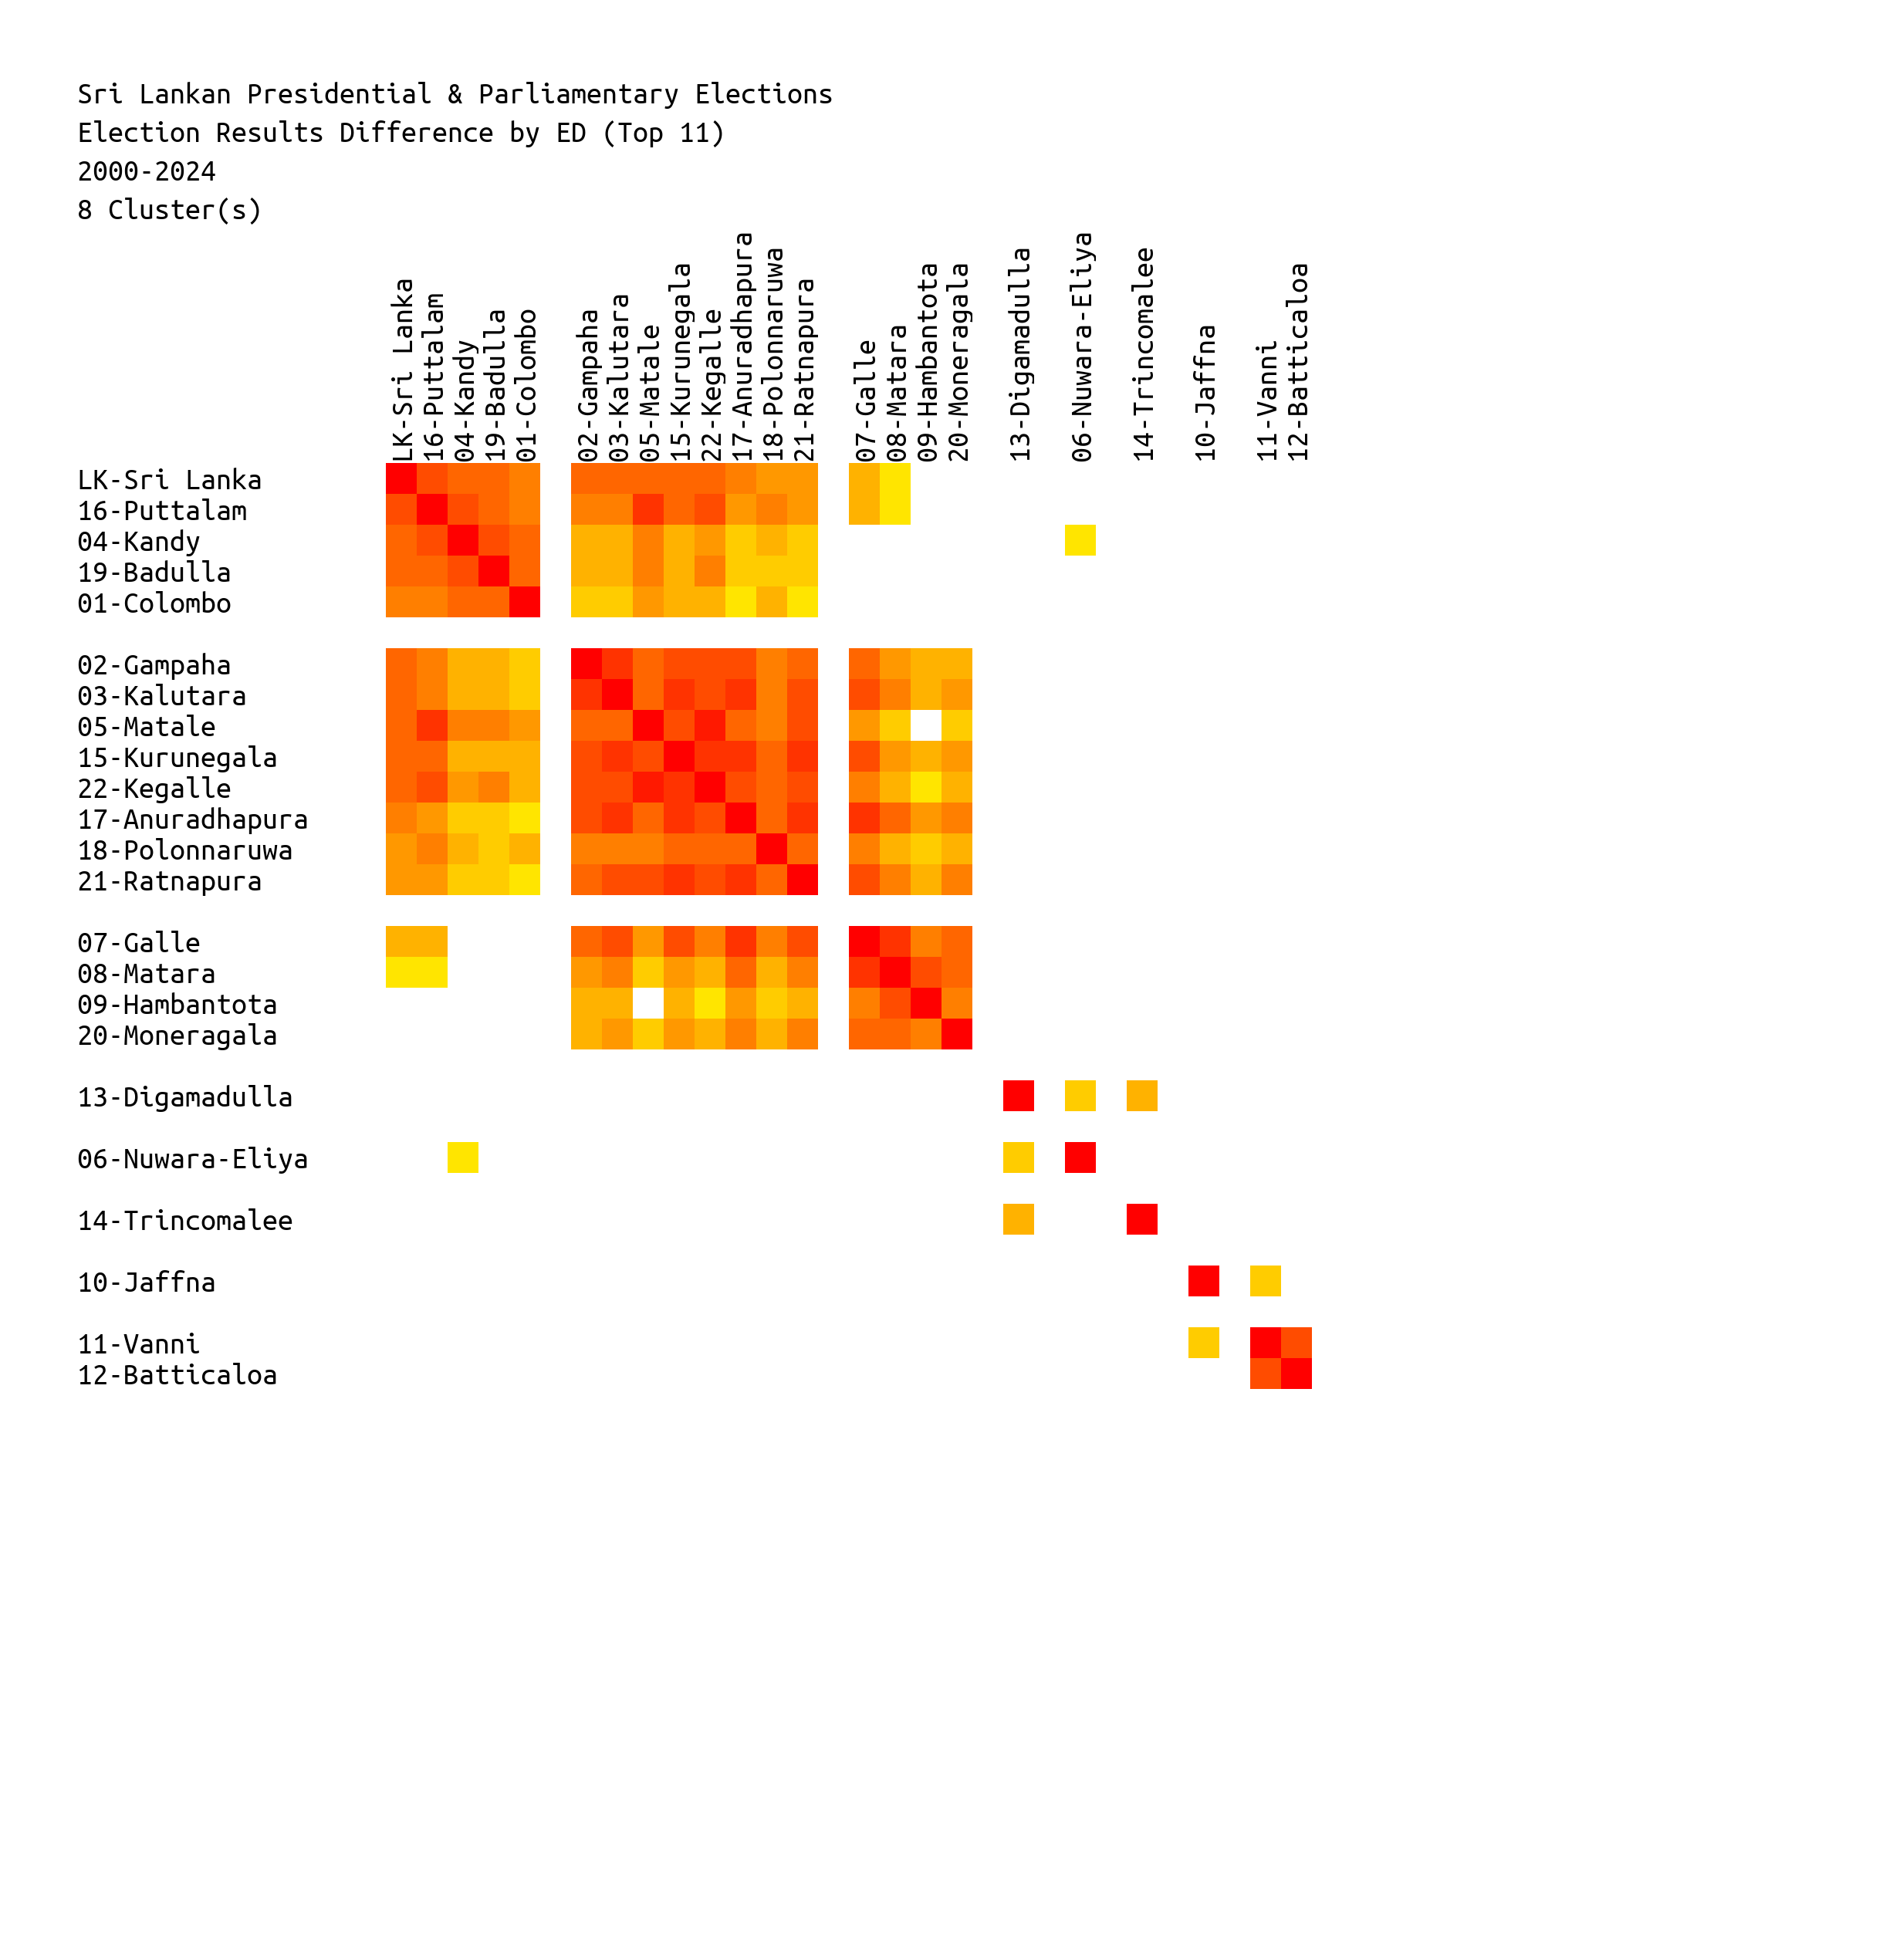 Sri Lankan Presidential & Parliamentary Elections
Election Results Difference by ED (Top 11)
2000-2024
8 Cluster(s)
LK-Sri Lanka
16-Puttalam
04-Kandy
19-Badulla
01-Colombo
02-Gampaha
03-Kalutara
05-Matale
15-Kurunegala
22-Kegalle
17-Anuradhapura
18-Polonnaruwa
21-Ratnapura
07-Galle
08-Matara
09-Hambantota
20-Moneragala
13-Digamadulla
06-Nuwara-Eliya
14-Trincomalee
10-Jaffna
11-Vanni
12-Batticaloa
LK-Sri Lanka
16-Puttalam
04-Kandy
19-Badulla
01-Colombo
02-Gampaha
03-Kalutara
05-Matale
15-Kurunegala
22-Kegalle
17-Anuradhapura
18-Polonnaruwa
21-Ratnapura
07-Galle
08-Matara
09-Hambantota
20-Moneragala
13-Digamadulla
06-Nuwara-Eliya
14-Trincomalee
10-Jaffna
11-Vanni
12-Batticaloa